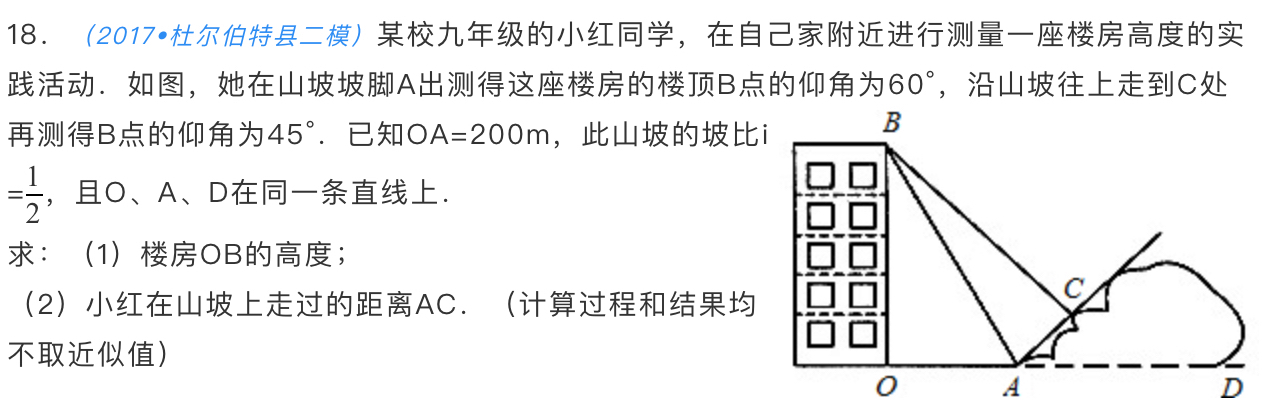 18. （2017•杜尔伯特县二模）某校九年级的小红同学，在自己家附近进行测量一座楼房高度的实
践活动．如图，她在山坡坡脚A出测得这座楼房的楼顶B点的仰角为60°，沿山坡往上走到C处
再测得B点的仰角为45°．已知OA=200m，此山坡的坡比i
=1/2，且O、A、D在同一条直线上．
求：（1）楼房OB的高度；
（2）小红在山坡上走过的距离AC．（计算过程和结果均
不取近似值）
B
C
O A D